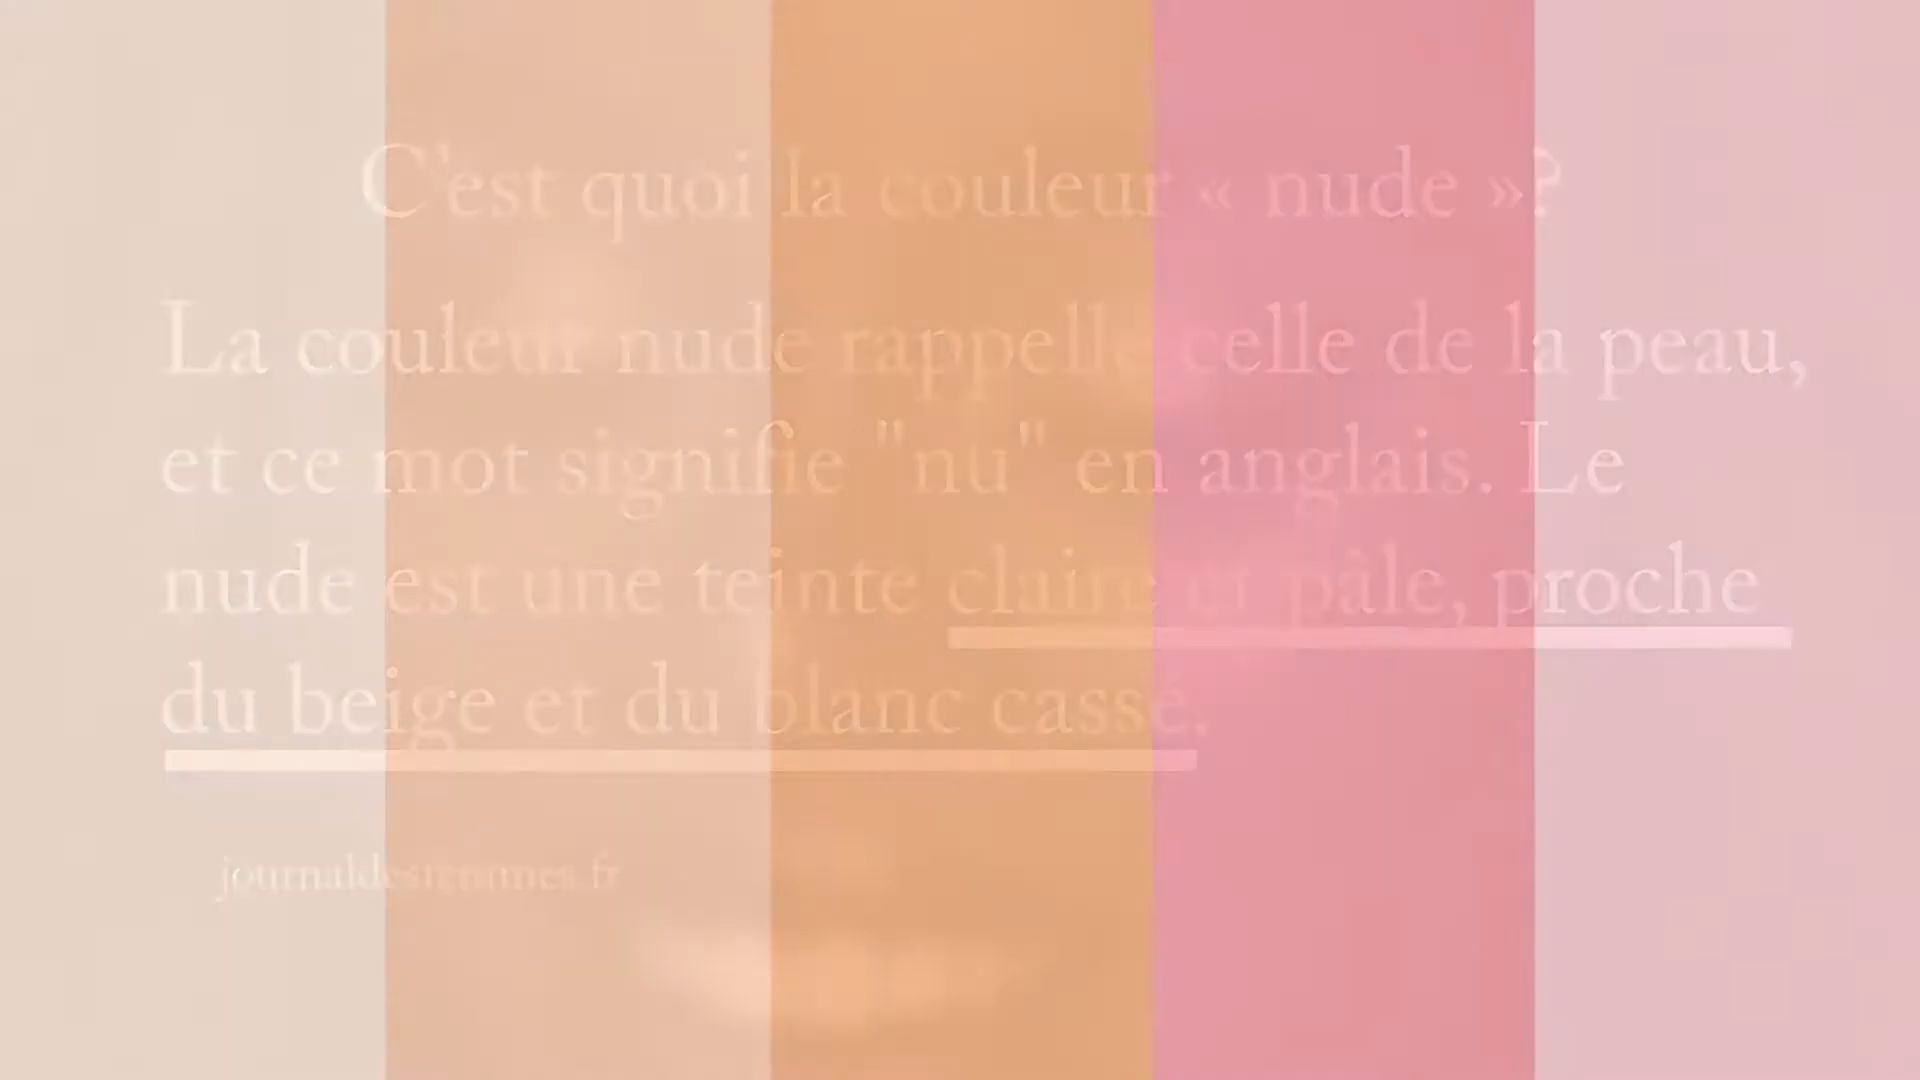 C'est quoi la couleur « nude »?
La couleur nude rappelle celle de la peau,
et ce mot signifie "nu" en anglais. Le
nude est une teinte claire et pàle, proche
du beige et du blanc cassé.
journaldesfemmes.fr